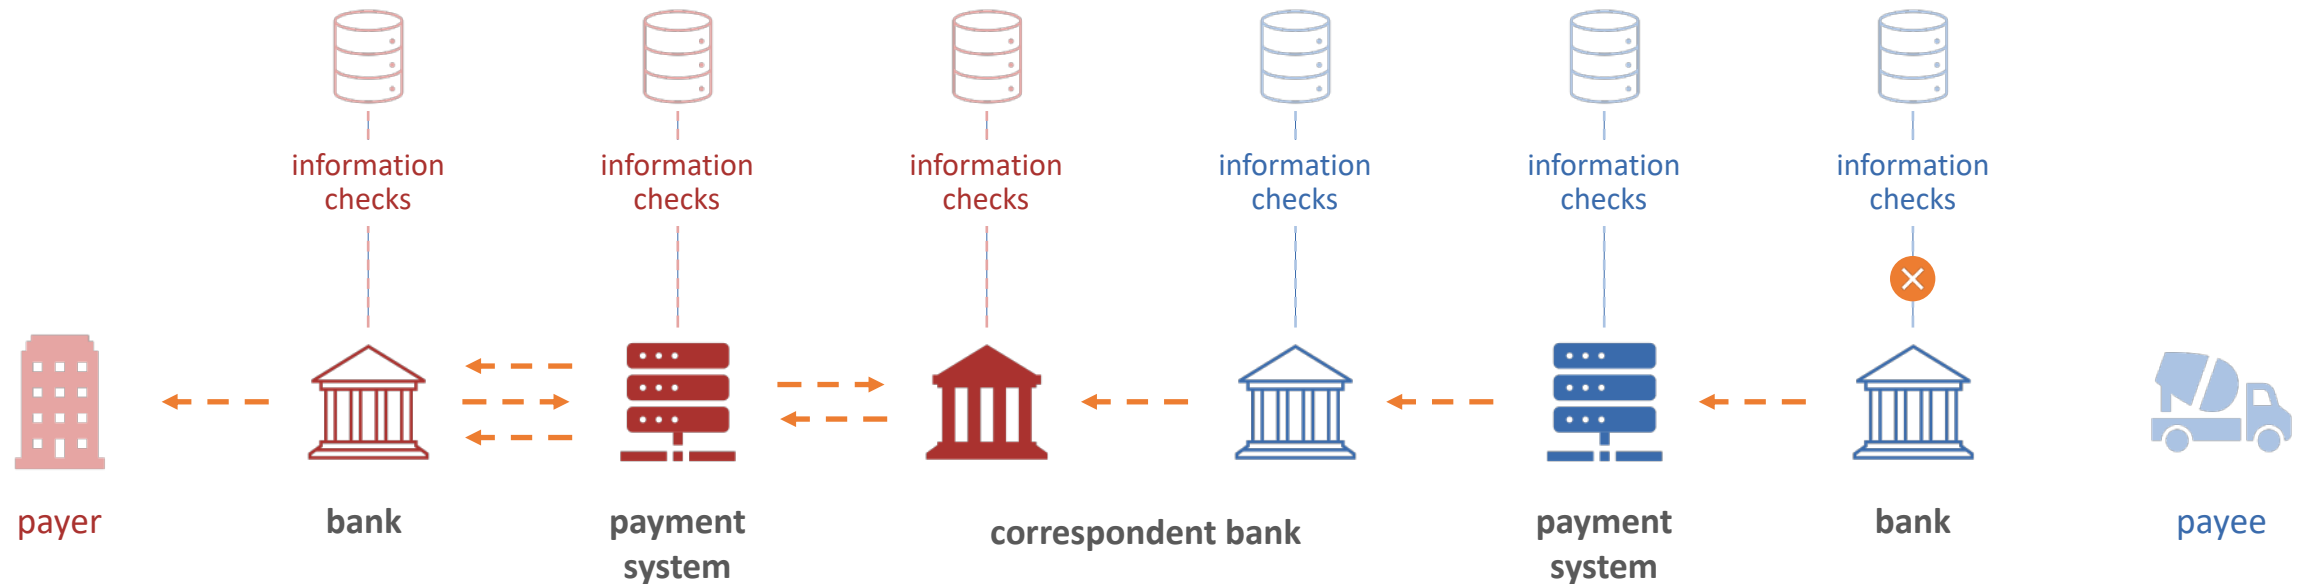 information
checks
information
checks
information
checks
information
checks
information
checks
information
checks
payer
bank
payment
system
correspondent bank
payment
system
bank
payee